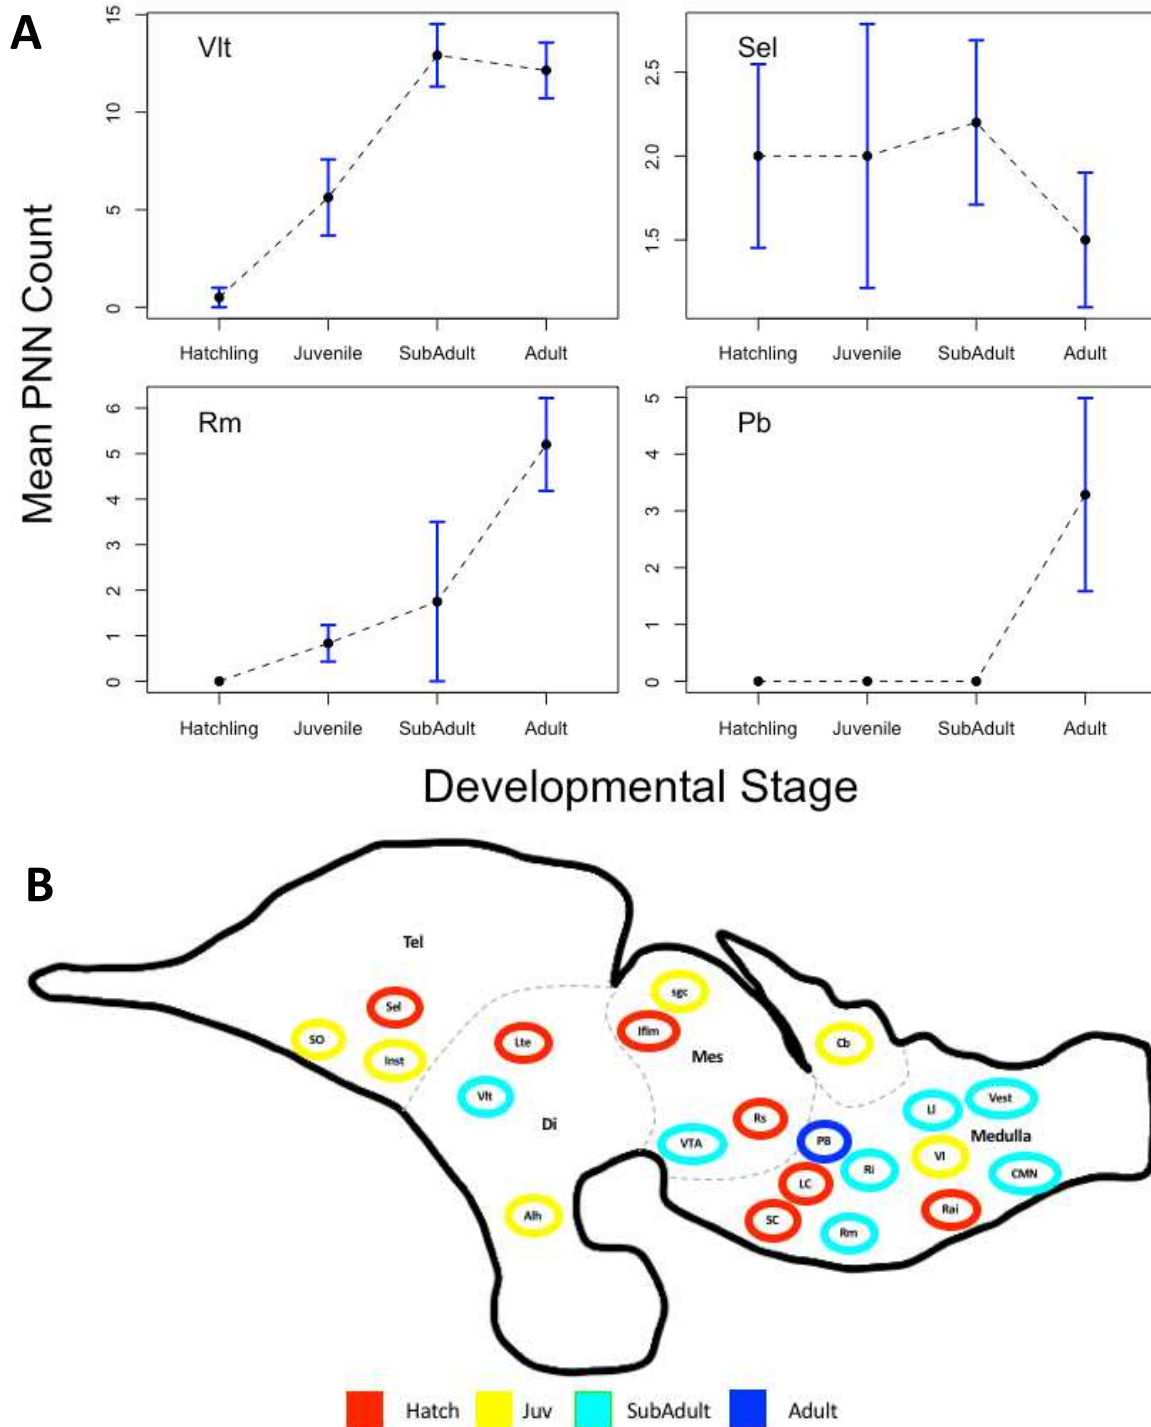 A
Vlt
15
10
5
0
Hatchling Juvenile SubAdult Adult
Sel
2.5
2.0
1.5
Hatchling Juvenile SubAdult Adult
Mean PNN Count
Rm
6
5
4
3
2
1
0
Hatchling Juvenile SubAdult Adult
Pb
5
4
3
2
1
0
Hatchling Juvenile SubAdult Adult
Developmental Stage
B
Tel
Sel
SO
Inst
Lte
Vlt
Di
Alh
sgc
Iflm
Mes
Rs
VTA
Cb
PB
LC
SC
Ri
Rm
Ll
Vest
Medulla
Vl
CMN
Rai
Hatch Juv SubAdult Adult